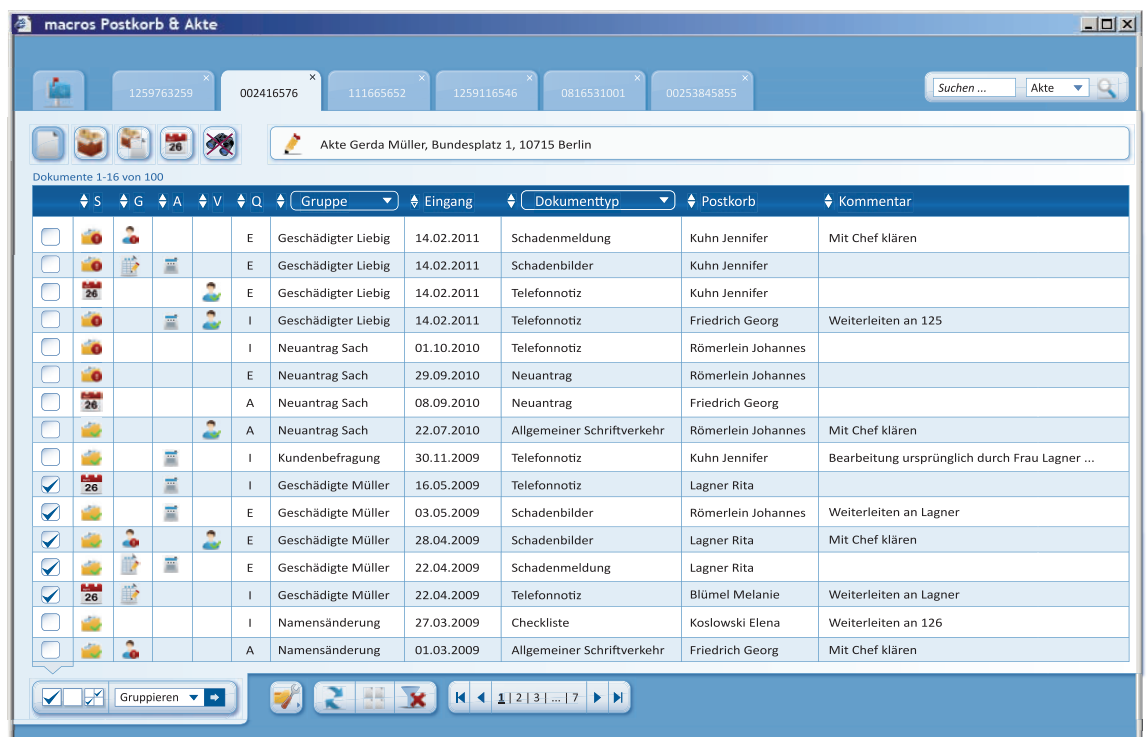 macros Postkorb & Akte
1259763259 002416576 111665652 1259116546 0816531001 00253845855 Suchen ... Akte
26 Akte Gerda Müller, Bundesplatz 1, 10715 Berlin
Dokumente 1-16 von 100
S G A V Q Gruppe Eingang Dokumenttyp Postkorb Kommentar
E Geschädigter Liebig 14.02.2011 Schadenmeldung Kuhn Jennifer Mit Chef klären
E Geschädigter Liebig 14.02.2011 Schadenbilder Kuhn Jennifer
26 E Geschädigter Liebig 14.02.2011 Telefonnotiz Kuhn Jennifer
I Geschädigter Liebig 14.02.2011 Telefonnotiz Friedrich Georg Weiterleiten an 125
I Neuantrag Sach 01.10.2010 Telefonnotiz Römerlein Johannes
E Neuantrag Sach 29.09.2010 Neuantrag Römerlein Johannes
26 A Neuantrag Sach 08.09.2010 Neuantrag Friedrich Georg
A Neuantrag Sach 22.07.2010 Allgemeiner Schriftverkehr Römerlein Johannes Mit Chef klären
I Kundenbefragung 30.11.2009 Telefonnotiz Kuhn Jennifer Bearbeitung ursprünglich durch Frau Lagner ...
26 I Geschädigte Müller 16.05.2009 Telefonnotiz Lagner Rita
E Geschädigte Müller 03.05.2009 Schadenbilder Römerlein Johannes Weiterleiten an Lagner
E Geschädigte Müller 28.04.2009 Schadenbilder Lagner Rita Mit Chef klären
E Geschädigte Müller 22.04.2009 Schadenmeldung Lagner Rita
26 I Geschädigte Müller 22.04.2009 Telefonnotiz Blümel Melanie Weiterleiten an Lagner
I Namensänderung 27.03.2009 Checkliste Koslowski Elena Weiterleiten an 126
A Namensänderung 01.03.2009 Allgemeiner Schriftverkehr Friedrich Georg Mit Chef klären
Gruppieren 1 | 2 | 3 | ... | 7